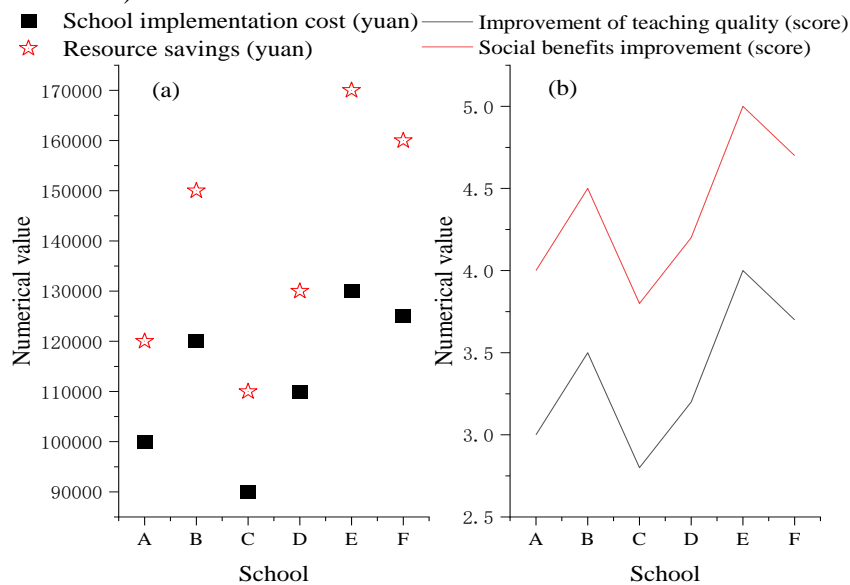 School implementation cost (yuan)
Resource savings (yuan)
Improvement of teaching quality (score)
Social benefits improvement (score)
(a)
170000
160000
150000
140000
130000
120000
110000
100000
90000
Numerical value
A B C D E F
School
(b)
5.0
4.5
4.0
3.5
3.0
2.5
Numerical value
A B C D E F
School